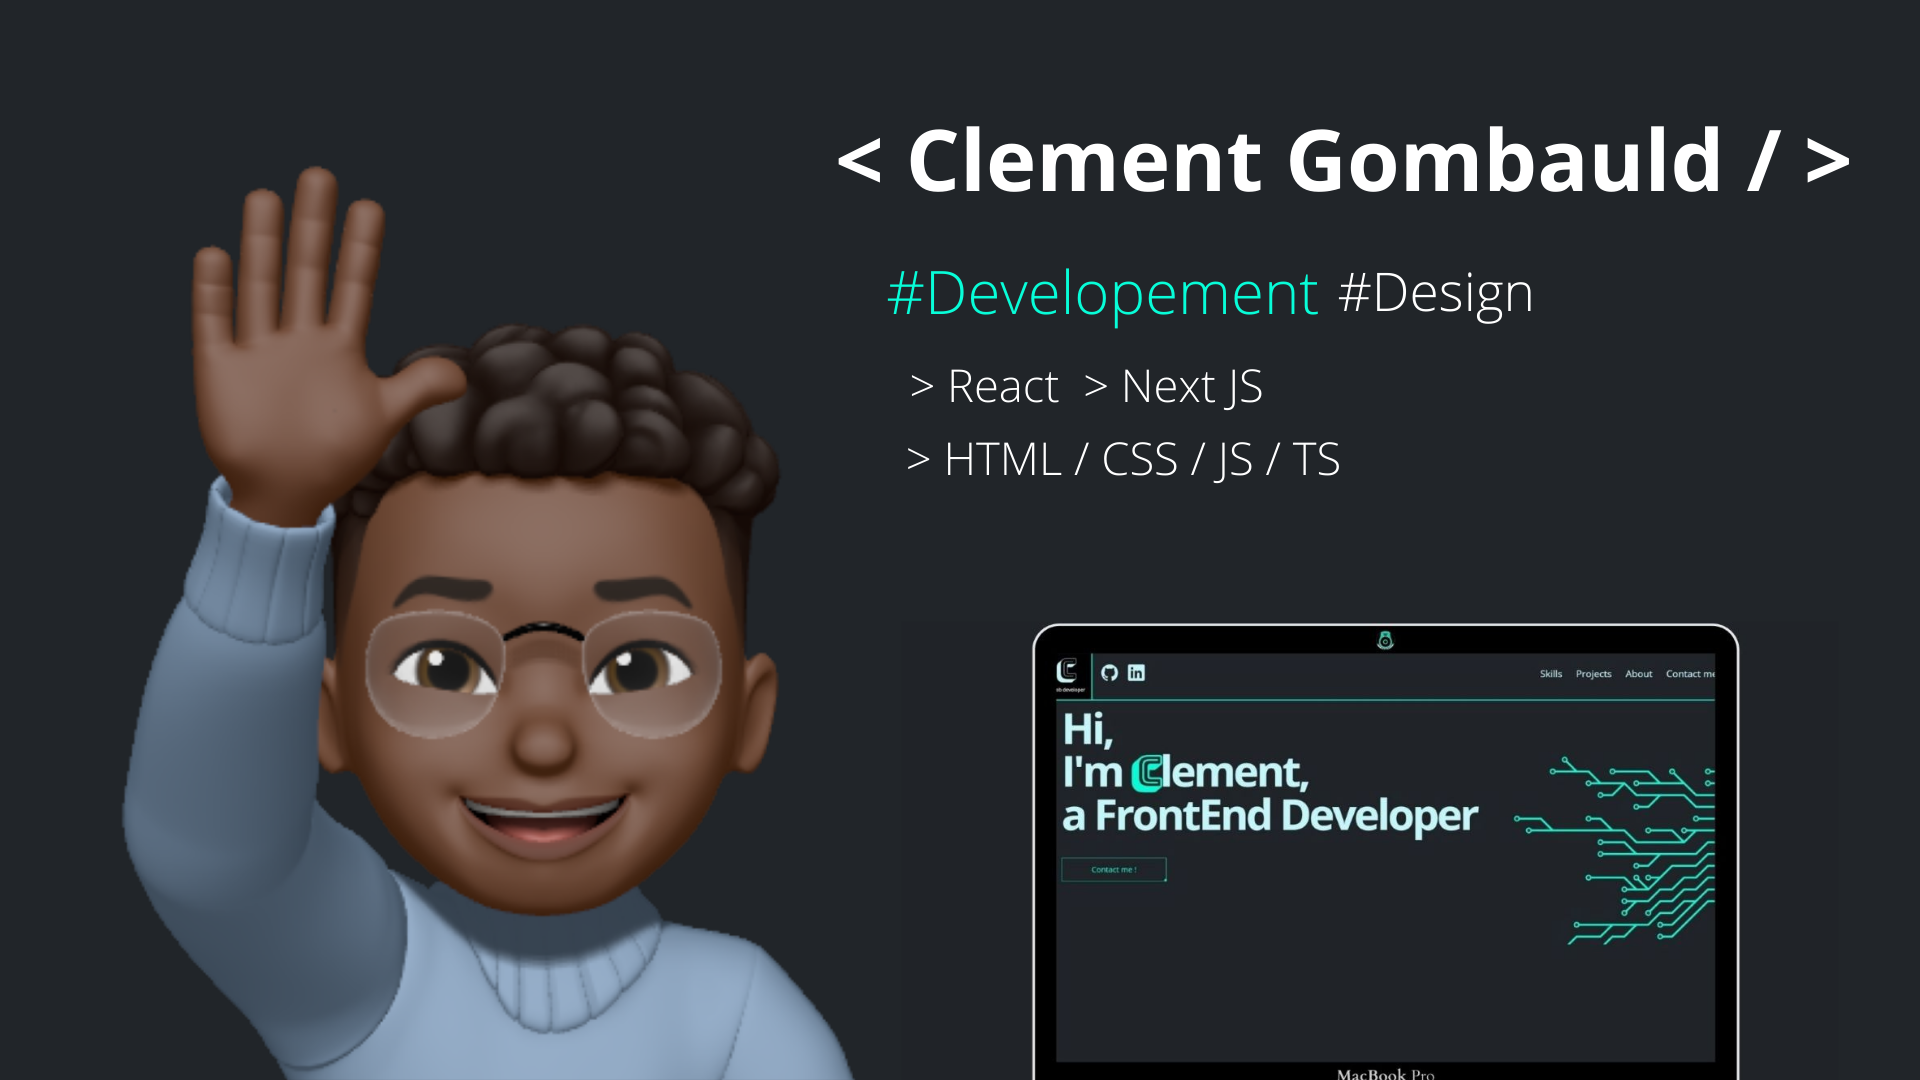 < Clement Gombauld / >
#Developement #Design
> React > Next JS
> HTML / CSS / JS / TS
Skills Projects About Contact me
Hi,
I'm Clement,
a FrontEnd Developer
Contact me !
MacBook Pro